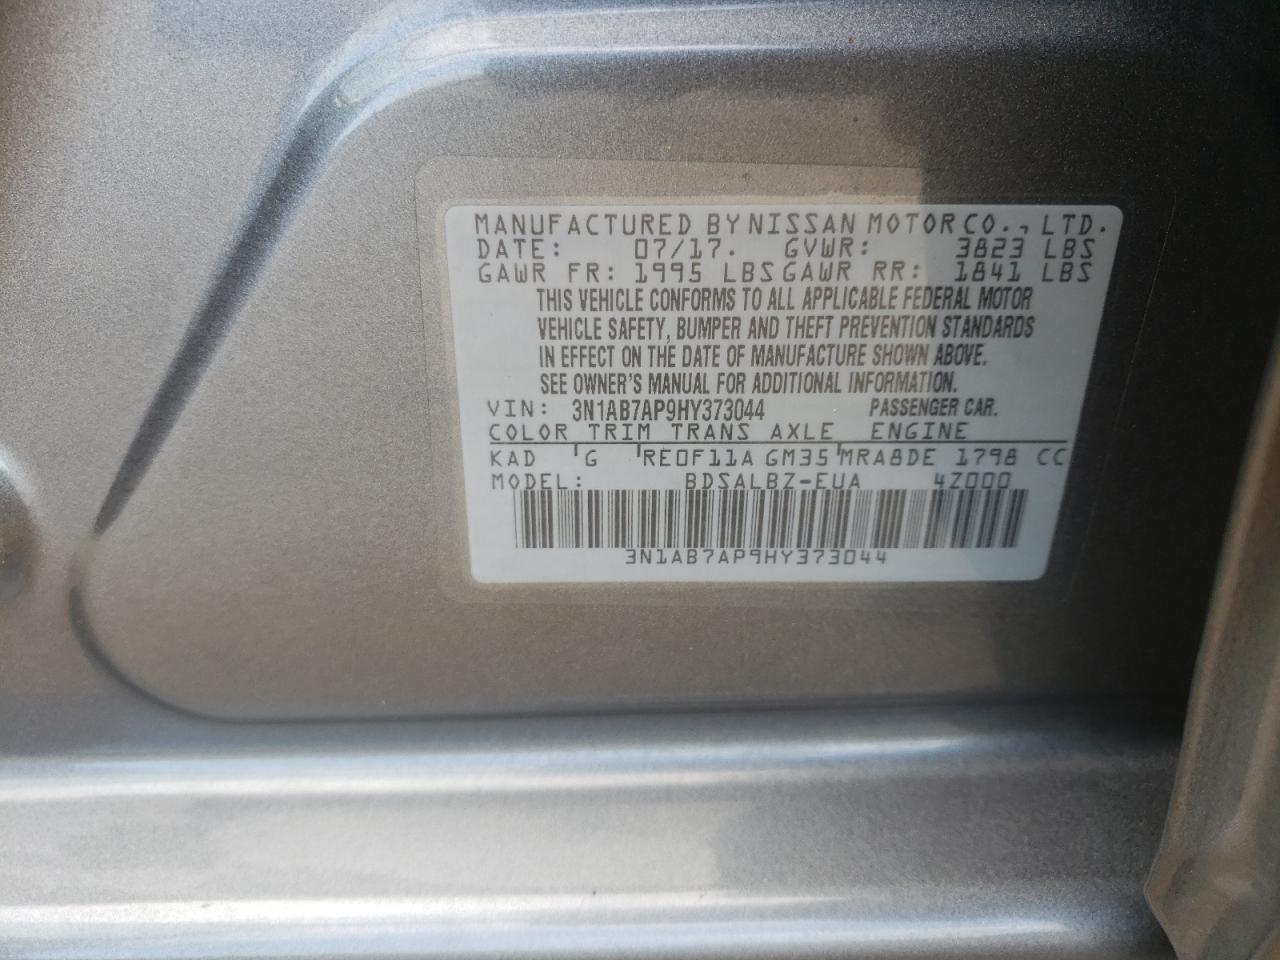 MANUFACTURED BY NISSAN MOTOR CO., LTD.
DATE: 07/17. GVWR: 3823 LBS
GAWR FR: 1995 LBS GAWR RR: 1841 LBS
THIS VEHICLE CONFORMS TO ALL APPLICABLE FEDERAL MOTOR
VEHICLE SAFETY, BUMPER AND THEFT PREVENTION STANDARDS
IN EFFECT ON THE DATE OF MANUFACTURE SHOWN ABOVE.
SEE OWNER'S MANUAL FOR ADDITIONAL INFORMATION.
VIN: 3N1AB7AP9HY373044 PASSENGER CAR.
COLOR TRIM TRANS AXLE ENGINE
KAD G RE0F11A GM35 MRA8DE 1798 CC
MODEL: BDSALBZ-EUA 4Z000
3N1AB7AP9HY373044